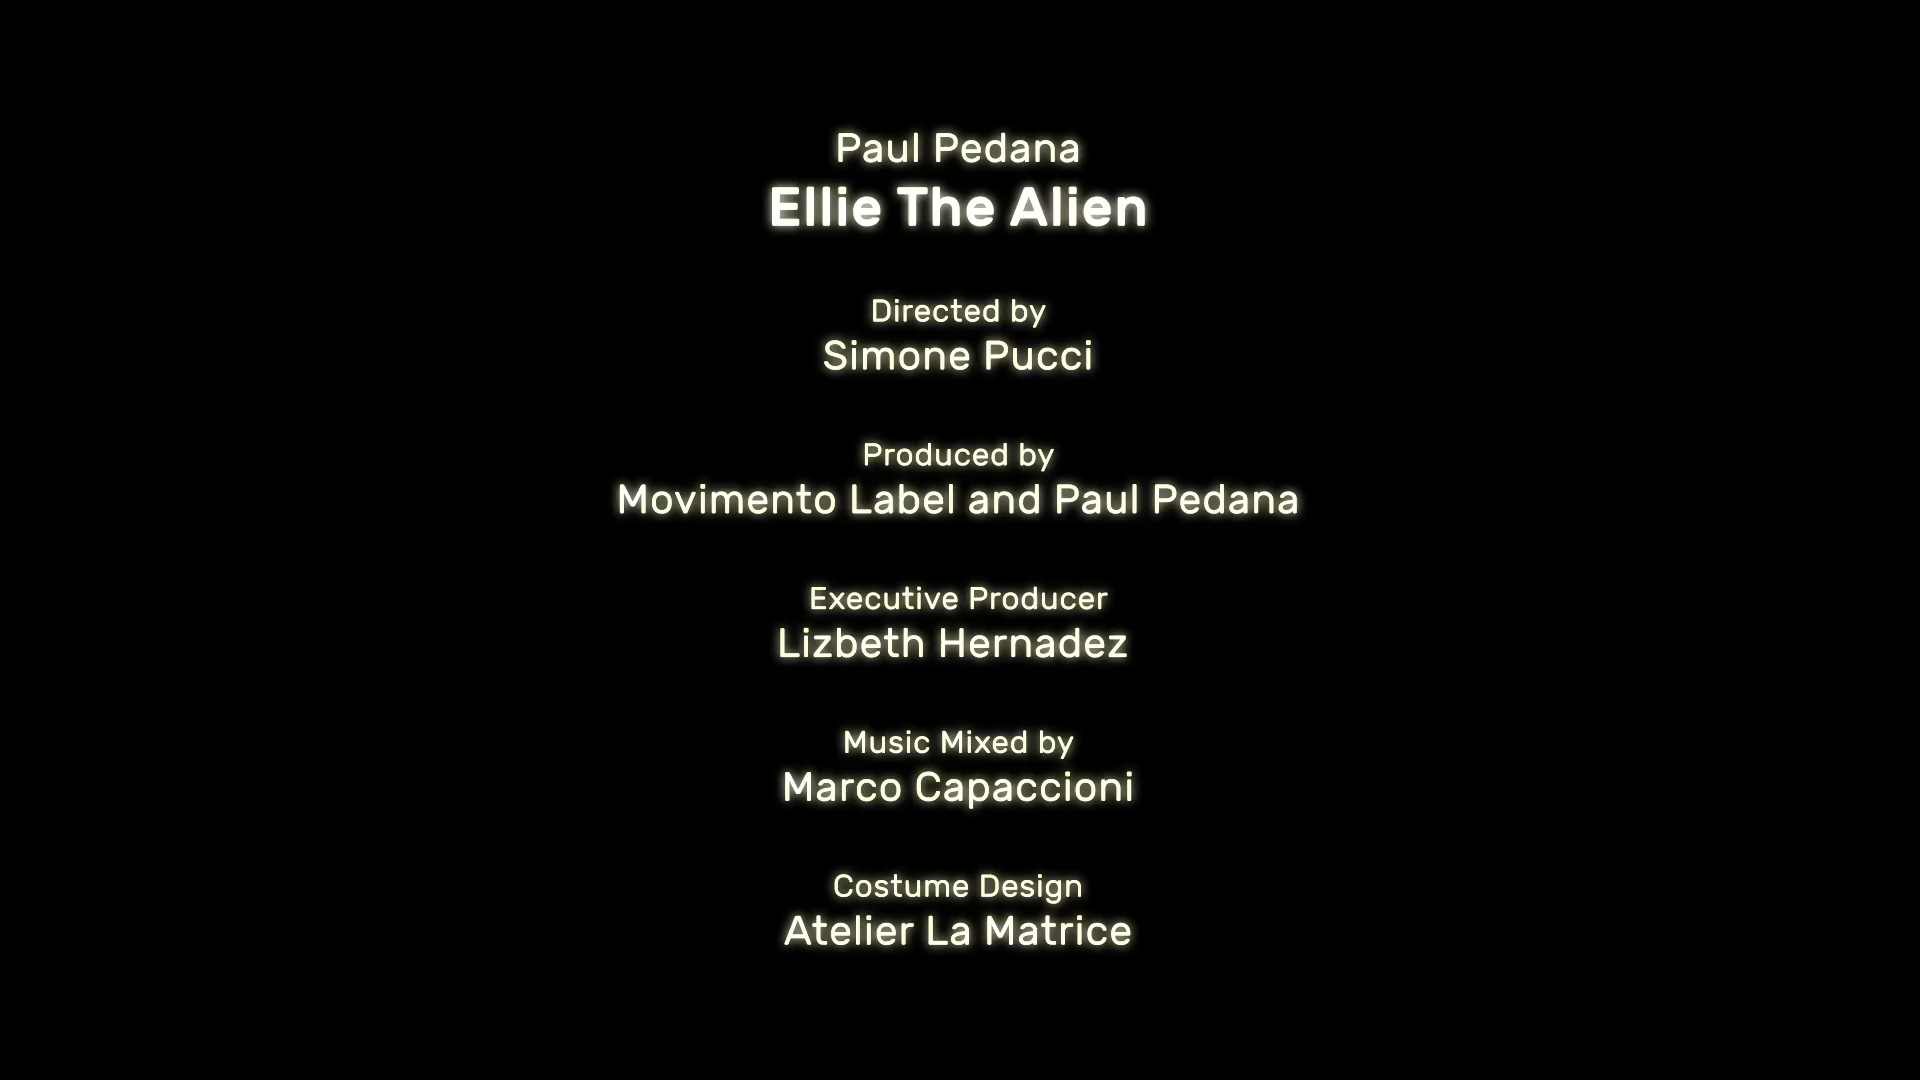 Paul Pedana
Ellie The Alien
Directed by
Simone Pucci
Produced by
Movimento Label and Paul Pedana
Executive Producer
Lizbeth Hernadez
Music Mixed by
Marco Capaccioni
Costume Design
Atelier La Matrice